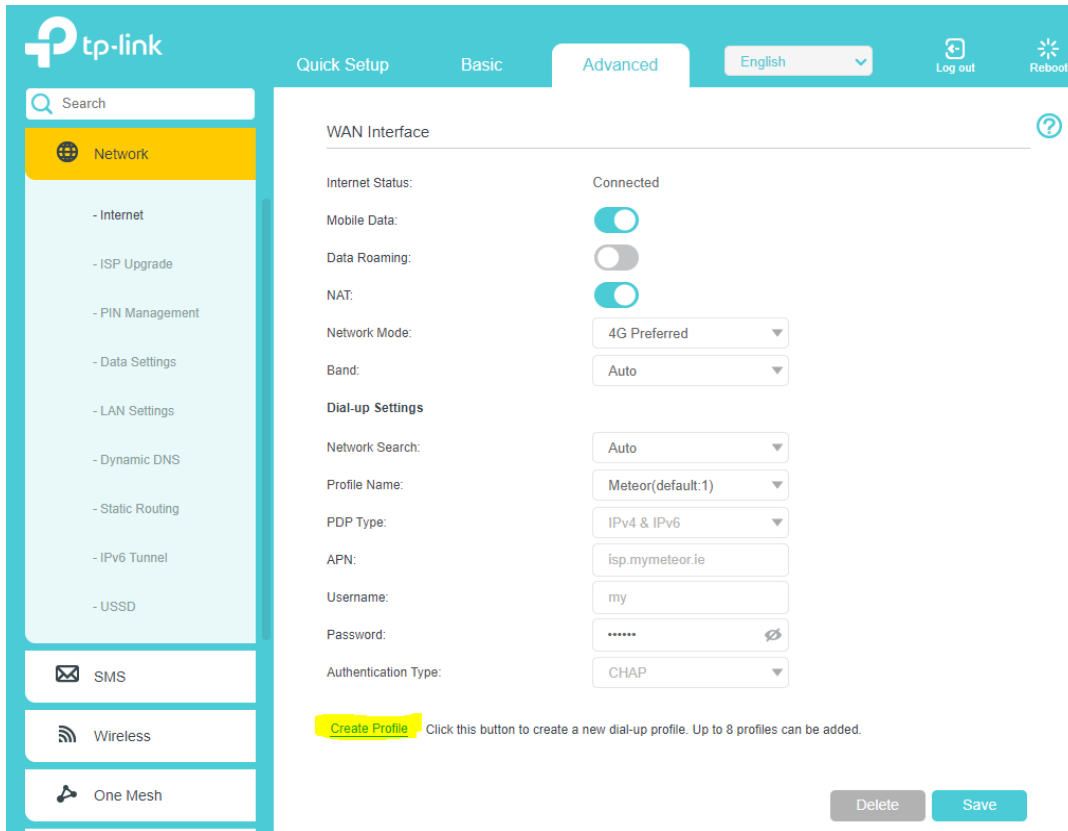 tp-link
Quick Setup Basic Advanced English Log out Reboot
Search
Network
- Internet
- ISP Upgrade
- PIN Management
- Data Settings
- LAN Settings
- Dynamic DNS
- Static Routing
- IPv6 Tunnel
- USSD
SMS
Wireless
One Mesh
WAN Interface
?
Internet Status: Connected
Mobile Data:
Data Roaming:
NAT:
Network Mode: 4G Preferred
Band: Auto
Dial-up Settings
Network Search: Auto
Profile Name: Meteor(default:1)
PDP Type: IPv4 & IPv6
APN: isp.mymeteor.ie
Username: my
Password: ••••••
Authentication Type: CHAP
Create Profile Click this button to create a new dial-up profile. Up to 8 profiles can be added.
Delete Save